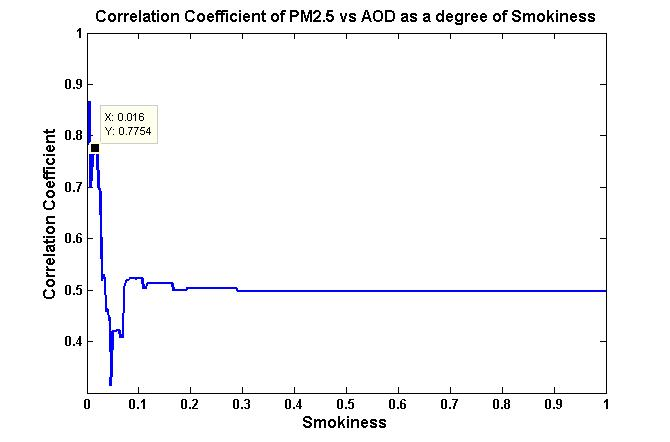 Correlation Coefficient of PM2.5 vs AOD as a degree of Smokiness
1
0.9
0.8
0.7
0.6
0.5
0.4
Correlation Coefficient
X: 0.016
Y: 0.7754
0 0.1 0.2 0.3 0.4 0.5 0.6 0.7 0.8 0.9 1
Smokiness